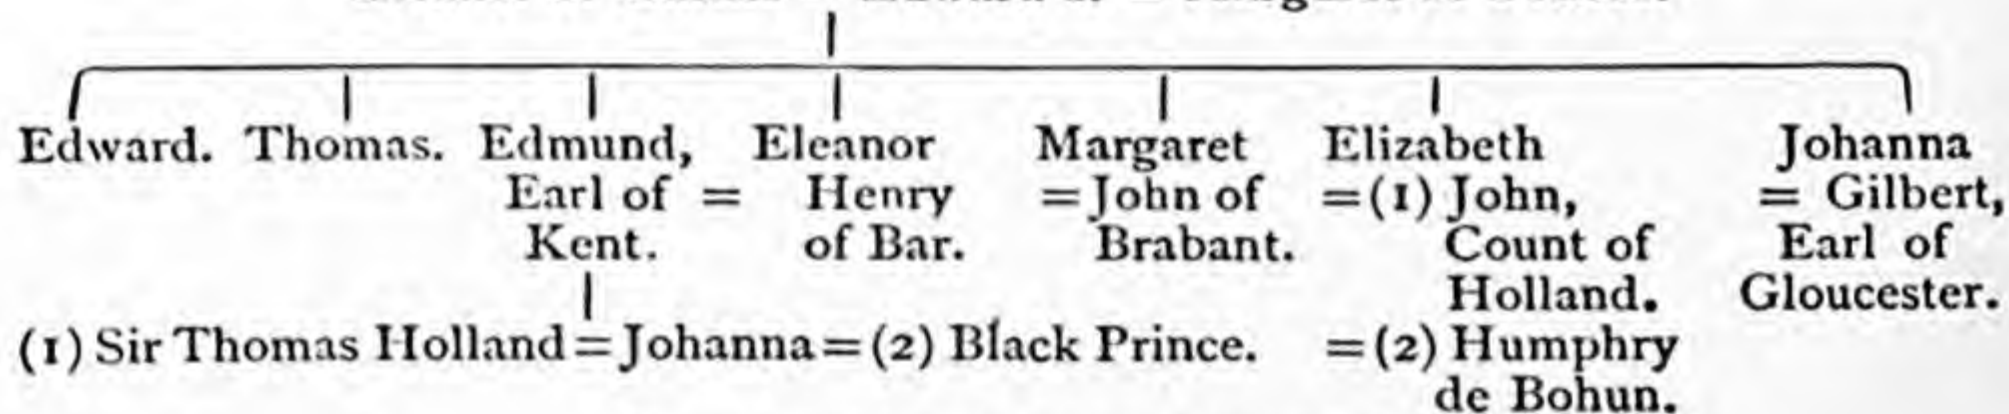 Edward. Thomas. Edmund, Eleanor Margaret Elizabeth Johanna
Earl of = Henry =John of =(1) John, = Gilbert,
Kent. of Bar. Brabant. Count of Earl of
Holland. Gloucester.
(1) Sir Thomas Holland=Johanna=(2) Black Prince. =(2) Humphry
de Bohun.